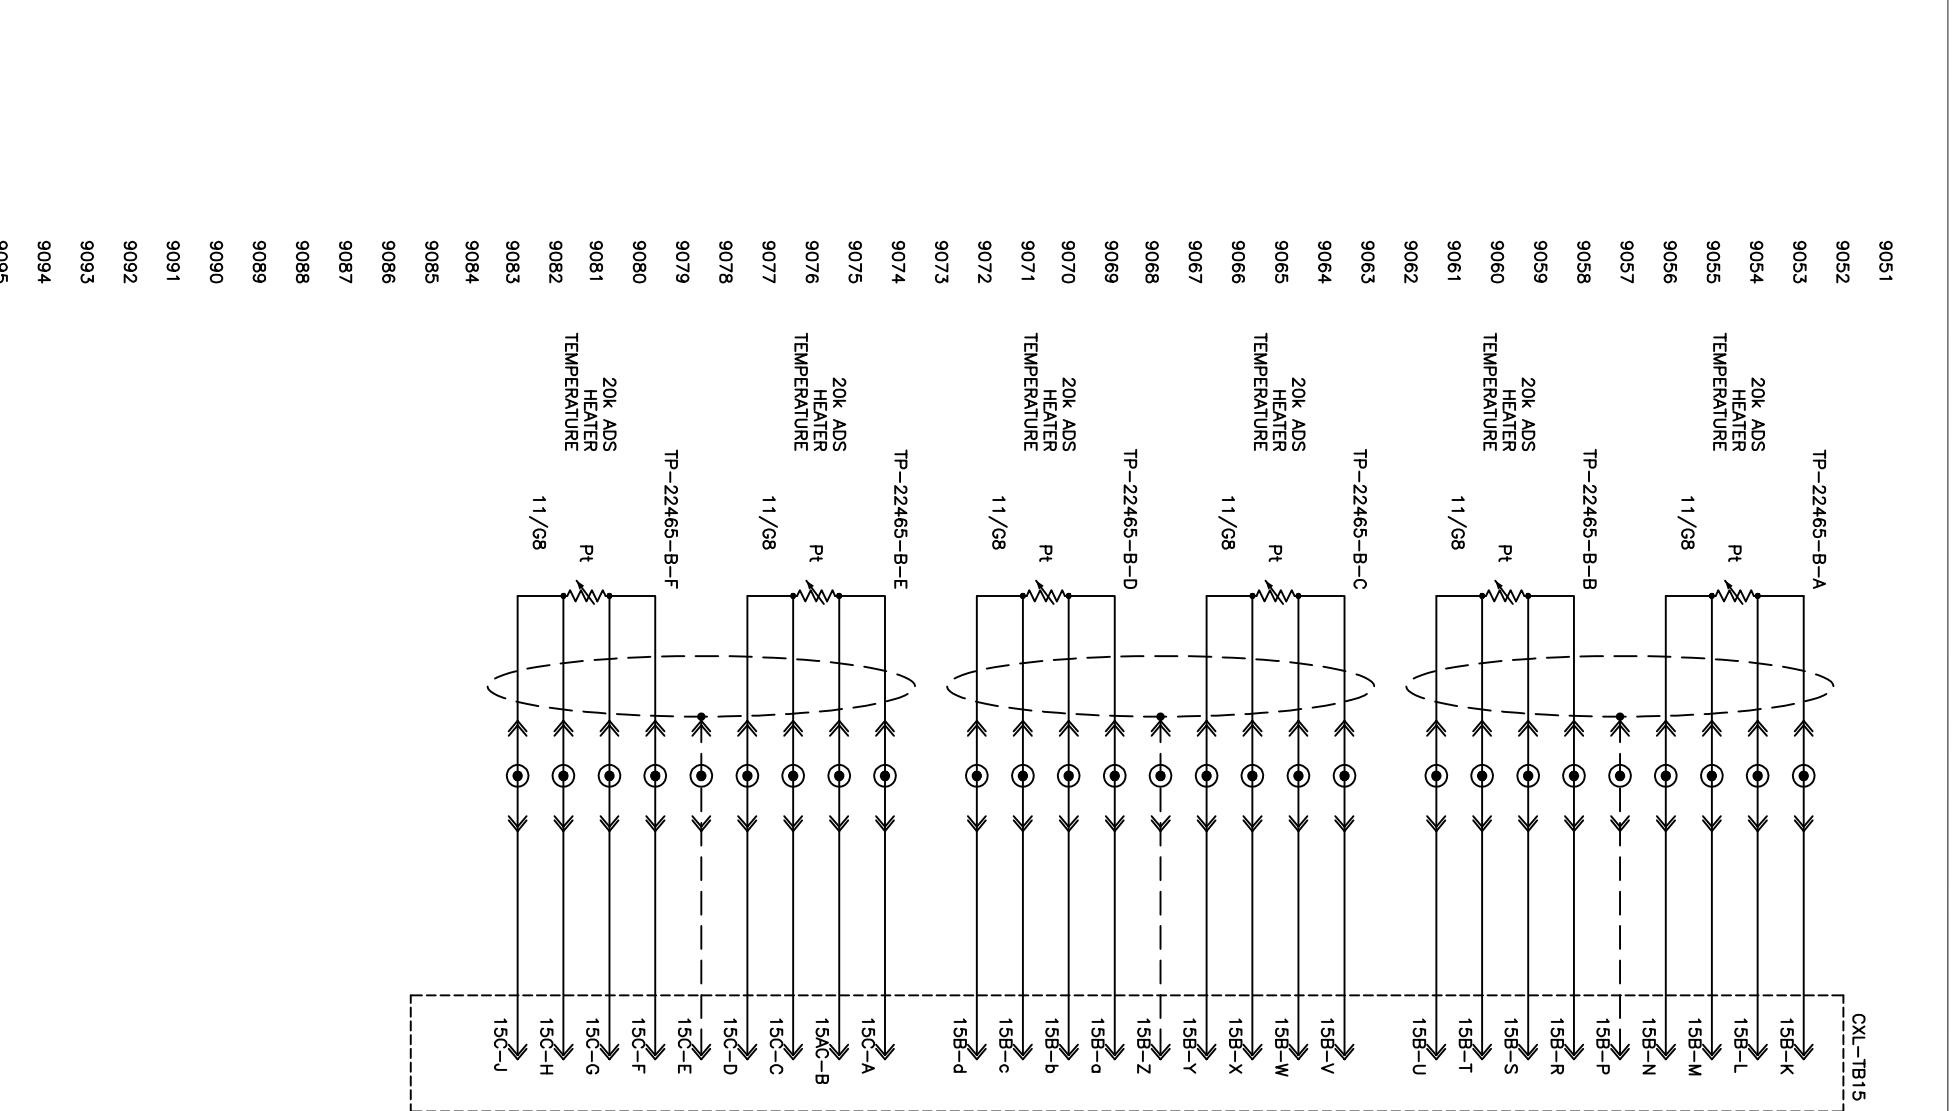 9051
9052
9053
9054
9055
9056
9057
9058
9059
9060
9061
9062
9063
9064
9065
9066
9067
9068
9069
9070
9071
9072
9073
9074
9075
9076
9077
9078
9079
9080
9081
9082
9083
9084
9085
9086
9087
9088
9089
9090
9091
9092
9093
9094
9095
TP-22465-B-A
20k ADS
HEATER
TEMPERATURE
Pt
11/G8
TP-22465-B-B
20k ADS
HEATER
TEMPERATURE
Pt
11/G8
TP-22465-B-C
20k ADS
HEATER
TEMPERATURE
Pt
11/G8
TP-22465-B-D
20k ADS
HEATER
TEMPERATURE
Pt
11/G8
TP-22465-B-E
20k ADS
HEATER
TEMPERATURE
Pt
11/G8
TP-22465-B-F
20k ADS
HEATER
TEMPERATURE
Pt
11/G8
CXL-TB15
15B-K
15B-L
15B-M
15B-N
15B-P
15B-R
15B-S
15B-T
15B-U
15B-V
15B-W
15B-X
15B-Y
15B-Z
15B-a
15B-b
15B-c
15B-d
15C-A
15AC-B
15C-C
15C-D
15C-E
15C-F
15C-G
15C-H
15C-J